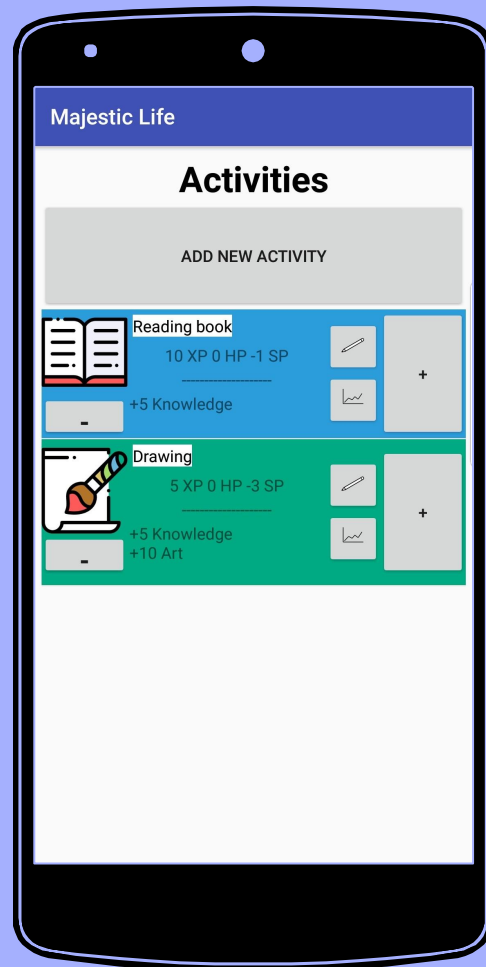 Majestic Life
Activities
ADD NEW ACTIVITY
Reading book
10 XP 0 HP -1 SP
--------------------
+5 Knowledge
-
+
Drawing
5 XP 0 HP -3 SP
--------------------
+5 Knowledge
+10 Art
-
+